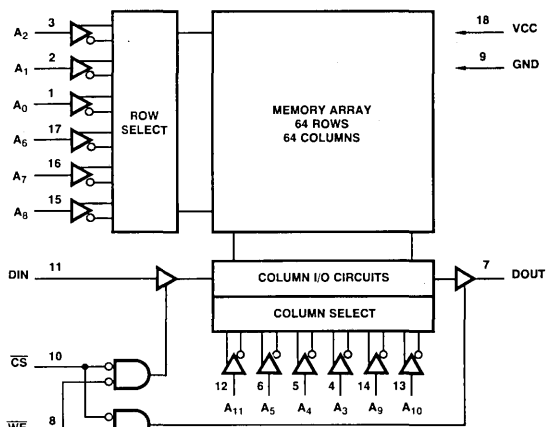 3
A2
2
A1
1
A0
17
A6
16
A7
15
A8
ROW
SELECT
MEMORY ARRAY
64 ROWS
64 COLUMNS
18
VCC
9
GND
DIN
11
COLUMN I/O CIRCUITS
COLUMN SELECT
7
DOUT
CS
10
12
6
5
4
14
13
A11
A5
A4
A3
A9
A10
WE
8